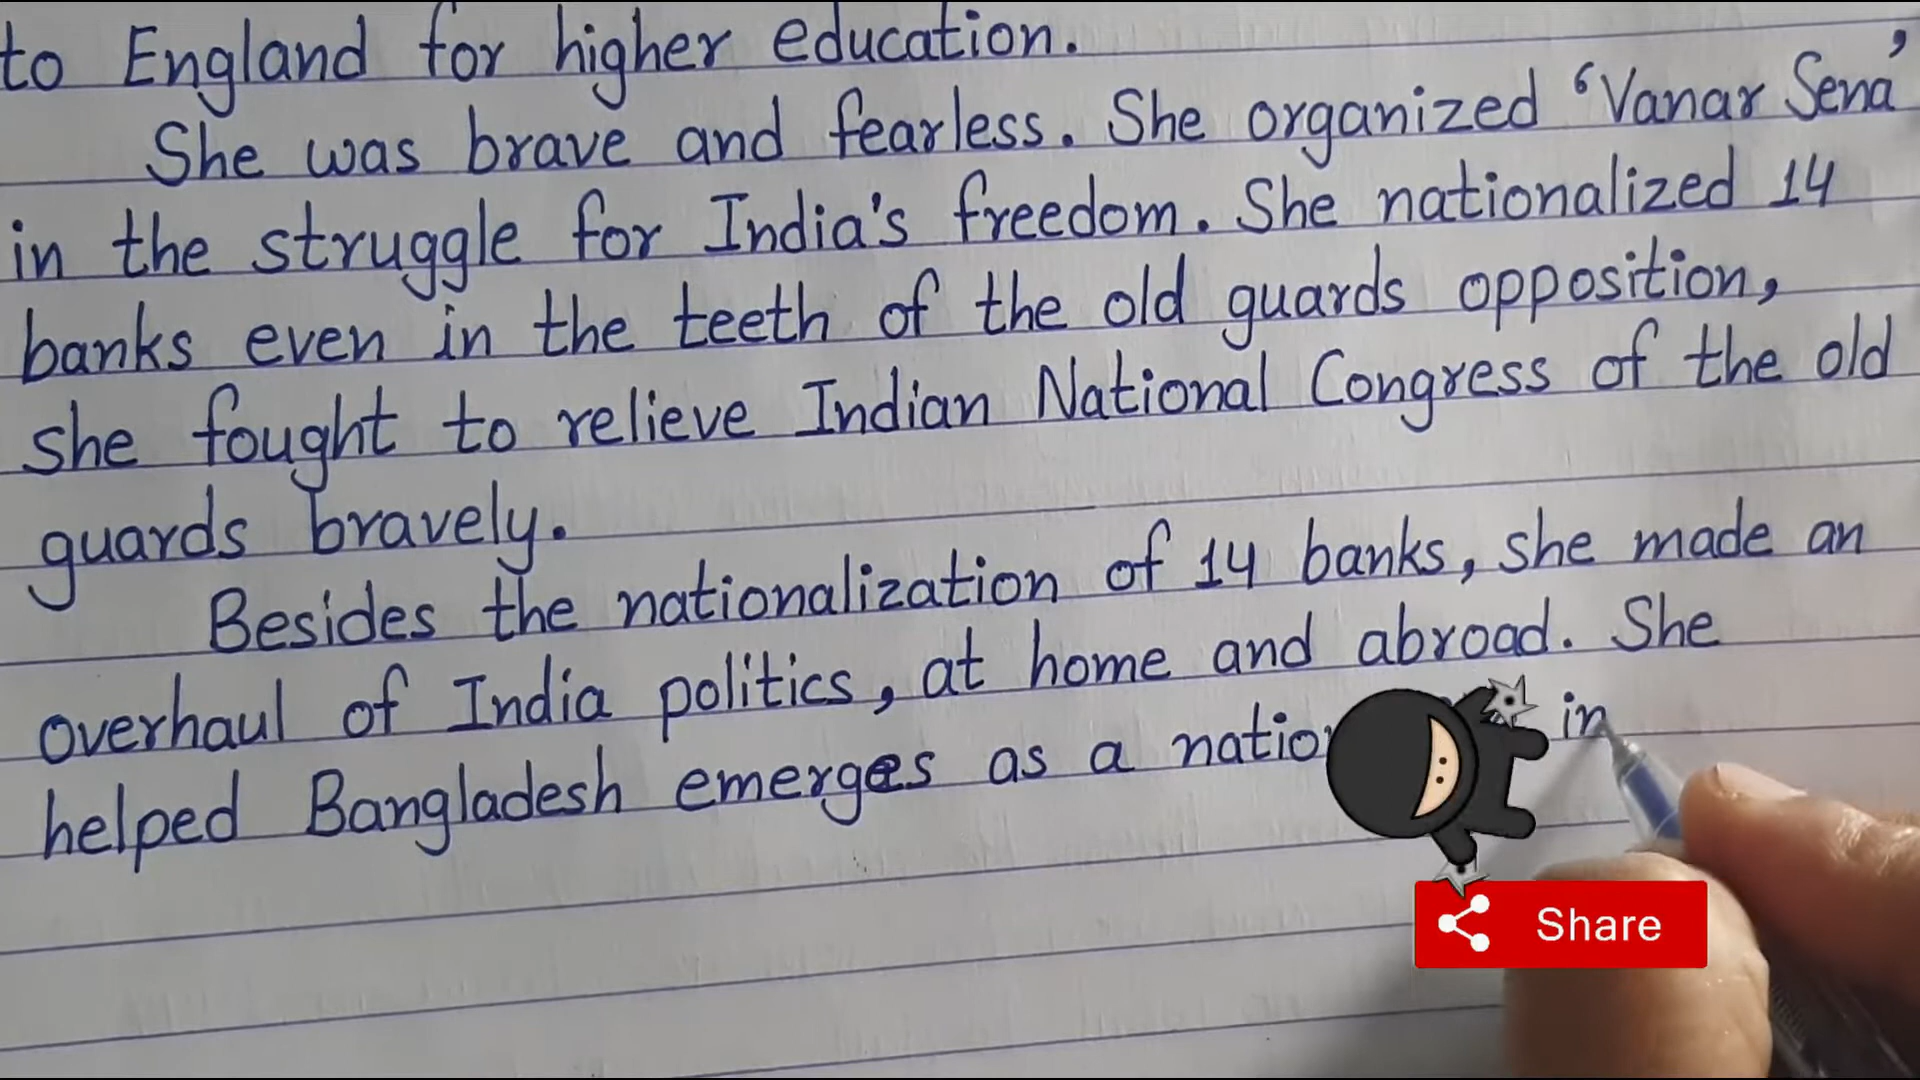 to England for higher education.
She was brave and fearless. She organized ‘Vanar Sena’
in the struggle for India's freedom. She nationalized 14
banks even in the teeth of the old guards opposition,
she fought to relieve Indian National Congress of the old
guards bravely.
Besides the nationalization of 14 banks, she made an
overhaul of India politics, at home and abroad. She
helped Bangladesh emerges as a in
Share